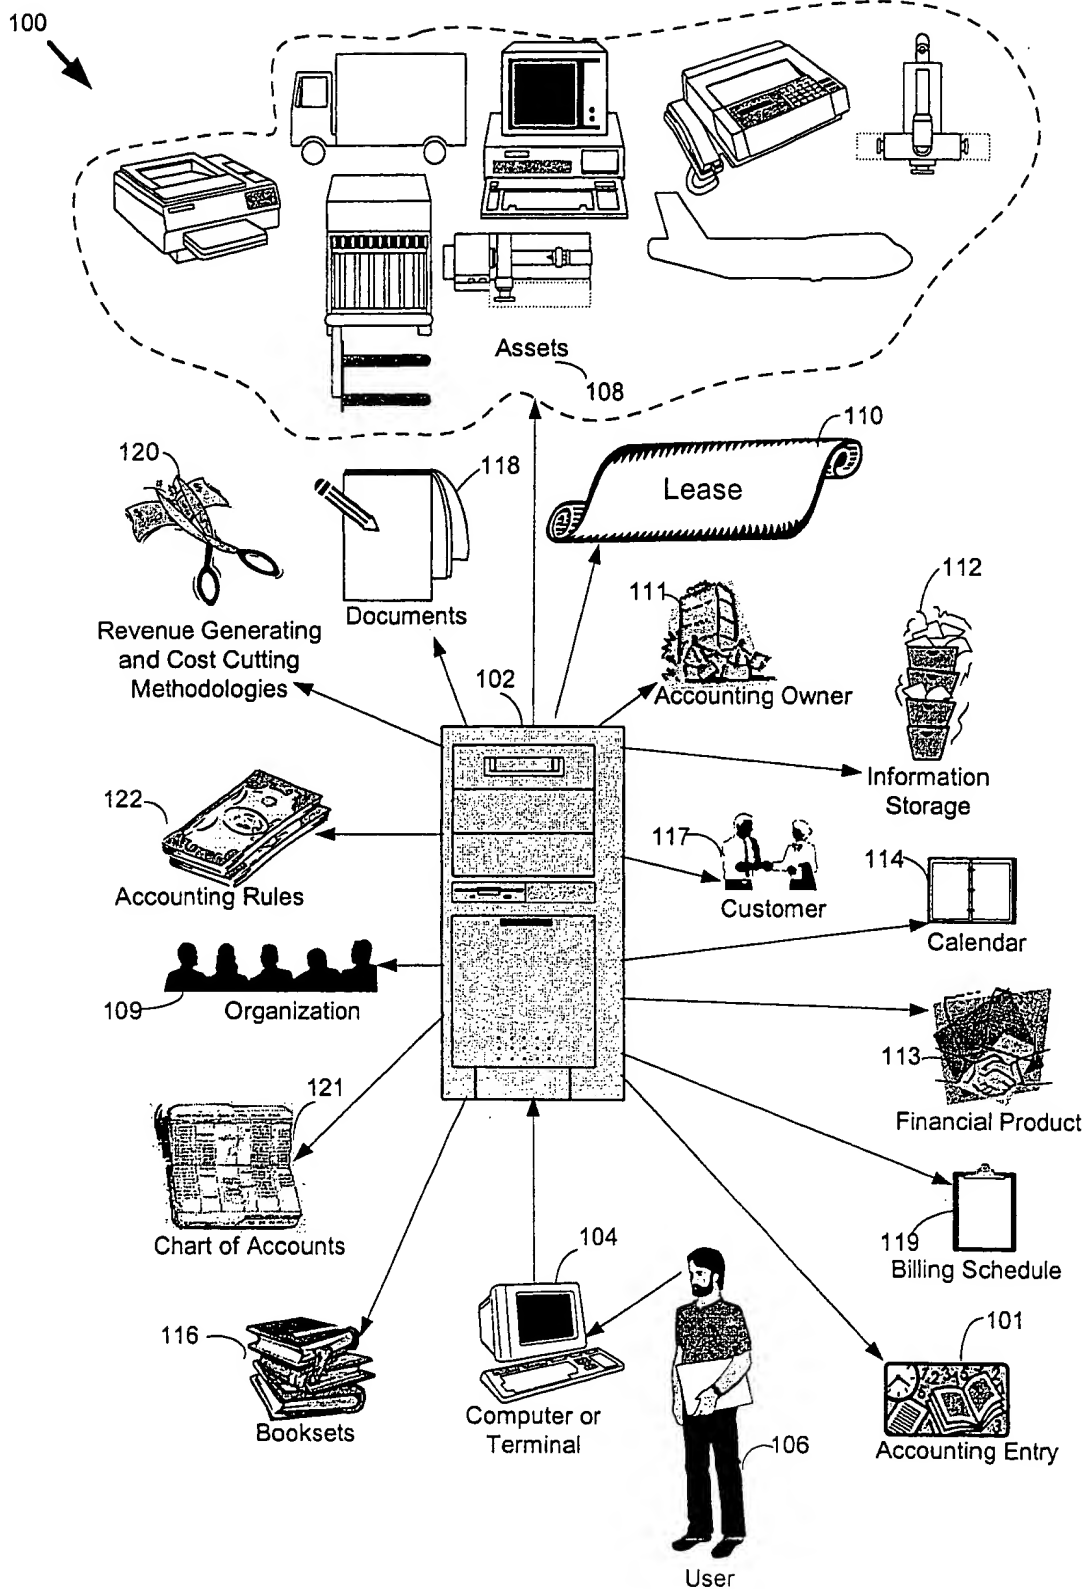 100
Assets
108
110
Lease
120
118
Documents
Revenue Generating
and Cost Cutting
Methodologies
111
Accounting Owner
112
Information
Storage
102
122
Accounting Rules
117
Customer
114
Calendar
109
Organization
113
Financial Product
121
Chart of Accounts
119
Billing Schedule
104
Computer or
Terminal
116
Booksets
101
Accounting Entry
106
User